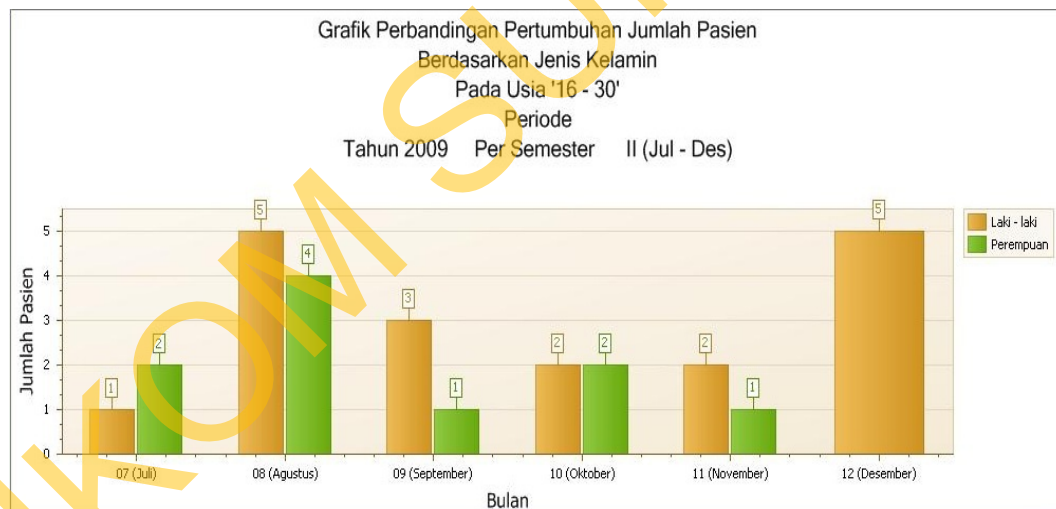 Grafik Perbandingan Pertumbuhan Jumlah Pasien
Berdasarkan Jenis Kelamin
Pada Usia '16 - 30'
Periode
Tahun 2009 Per Semester II (Jul - Des)
Jumlah Pasien
5
4
3
2
1
0
1
2
5
4
3
1
2
2
2
1
5
Laki - laki
Perempuan
07 (Juli)
08 (Agustus)
09 (September)
10 (Oktober)
11 (November)
12 (Desember)
Bulan
IKOM SU